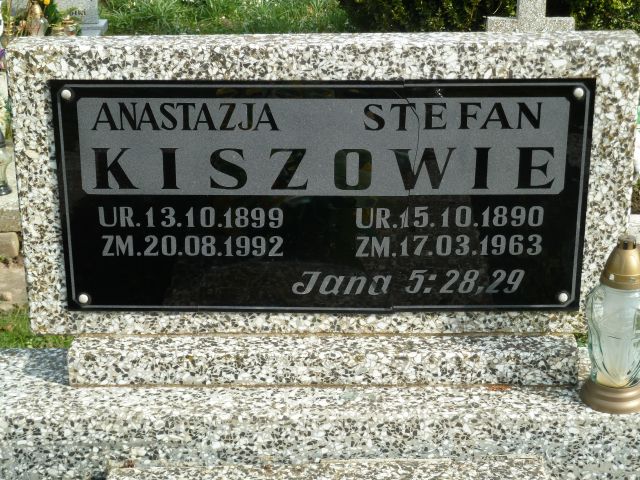 ANASTAZJA STEFAN
KISZOWIE
UR.13.10.1899 UR.15.10.1890
ZM.20.08.1992 ZM.17.03.1963
Jana 5:28,29